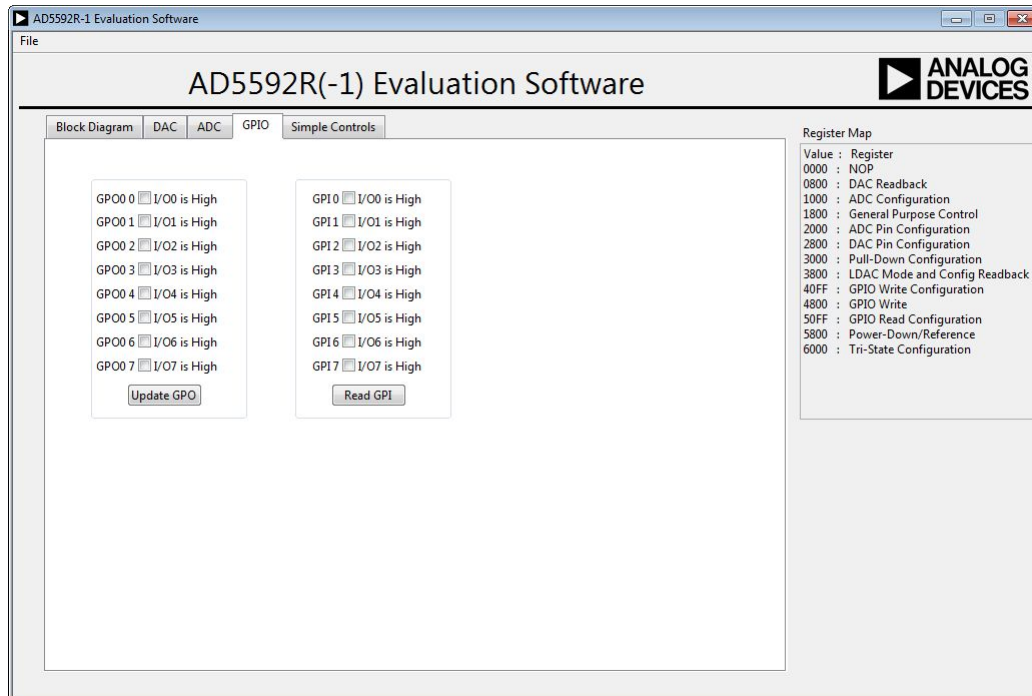 AD5592R-1 Evaluation Software
File
AD5592R(-1) Evaluation Software
ANALOG
DEVICES
Block Diagram DAC ADC GPIO Simple Controls
GPO0 0 I/O0 is High
GPO0 1 I/O1 is High
GPO0 2 I/O2 is High
GPO0 3 I/O3 is High
GPO0 4 I/O4 is High
GPO0 5 I/O5 is High
GPO0 6 I/O6 is High
GPO0 7 I/O7 is High
Update GPO
GPI 0 I/O0 is High
GPI 1 I/O1 is High
GPI 2 I/O2 is High
GPI 3 I/O3 is High
GPI 4 I/O4 is High
GPI 5 I/O5 is High
GPI 6 I/O6 is High
GPI 7 I/O7 is High
Read GPI
Register Map
Value : Register
0000 : NOP
0800 : DAC Readback
1000 : ADC Configuration
1800 : General Purpose Control
2000 : ADC Pin Configuration
2800 : DAC Pin Configuration
3000 : Pull-Down Configuration
3800 : LDAC Mode and Config Readback
40FF : GPIO Write Configuration
4800 : GPIO Write
50FF : GPIO Read Configuration
5800 : Power-Down/Reference
6000 : Tri-State Configuration